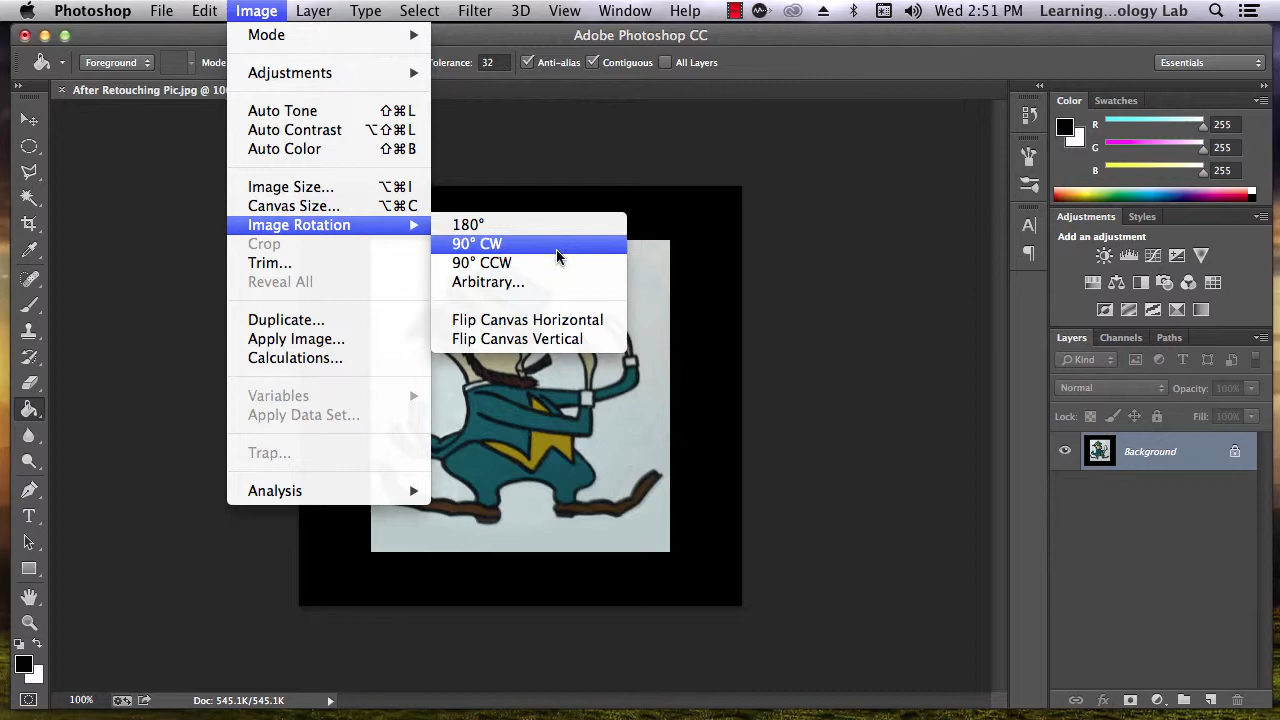 Photoshop File Edit Image Layer Type Select Filter 3D View Window Help Wed 2:51 PM Learning...ology Lab
Adobe Photoshop CC
Foreground Mode Tolerance: 32 Anti-alias Contiguous All Layers Essentials
After Retouching Pic.jpg @ 10
Mode
Adjustments
Auto Tone ⇧⌘L
Auto Contrast ⌥⇧⌘L
Auto Color ⇧⌘B
Image Size... ⌥⌘I
Canvas Size... ⌥⌘C
Image Rotation
Crop
Trim...
Reveal All
Duplicate...
Apply Image...
Calculations...
Variables
Apply Data Set...
Trap...
Analysis
180°
90° CW
90° CCW
Arbitrary...
Flip Canvas Horizontal
Flip Canvas Vertical
Color Swatches
R 255
G 255
B 255
Adjustments Styles
Add an adjustment
Layers Channels Paths
Kind
Normal Opacity: 100%
Lock: Fill: 100%
Background
100% Doc: 545.1K/545.1K